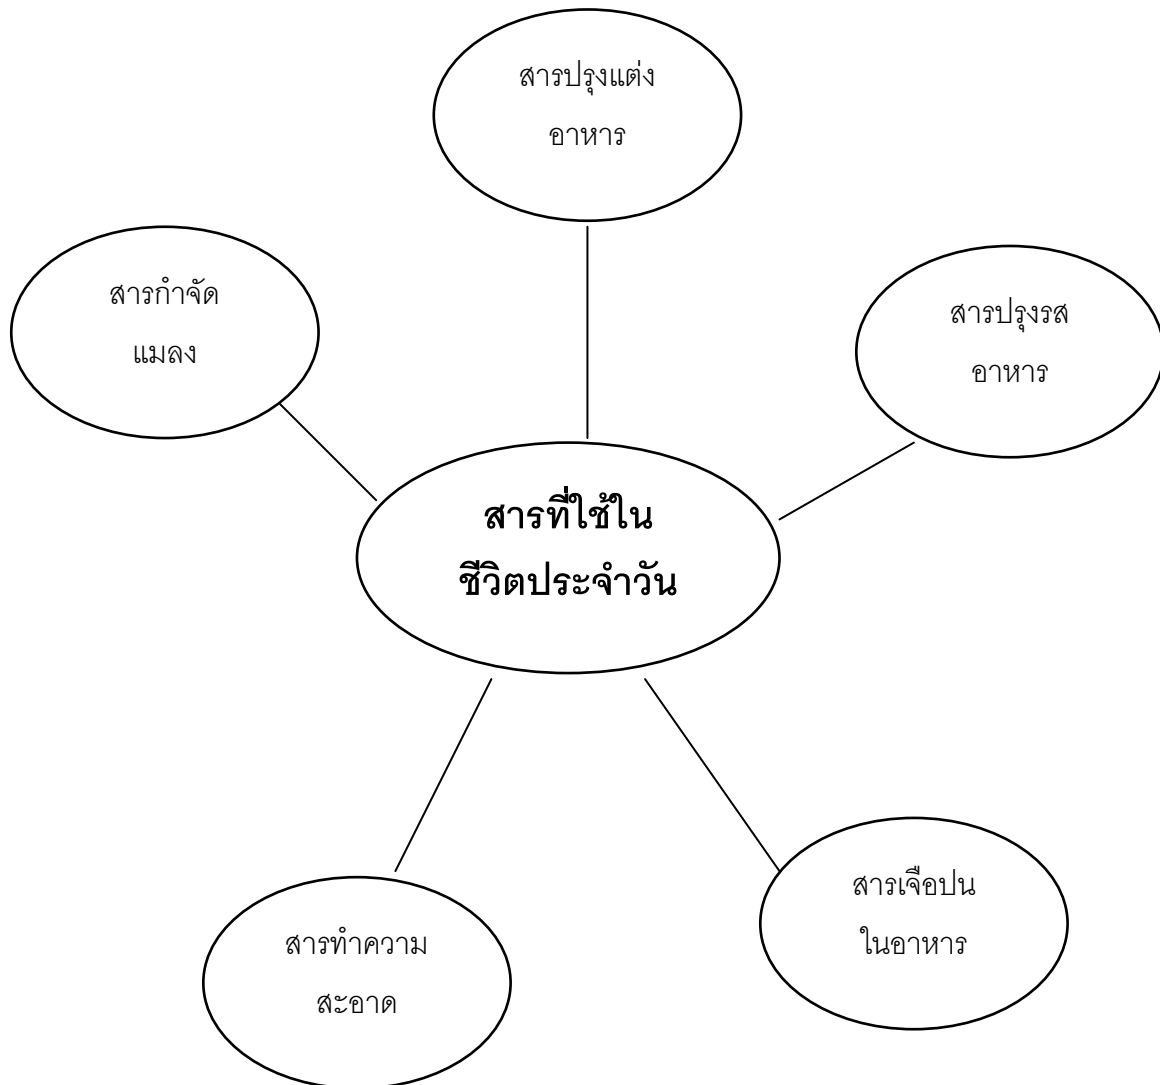 สารปรุงแต่ง
อาหาร
สารกำจัด
แมลง
สารปรุงรส
อาหาร
สารที่ใช้ใน
ชีวิตประจำวัน
สารเจือปน
ในอาหาร
สารทำความ
สะอาด